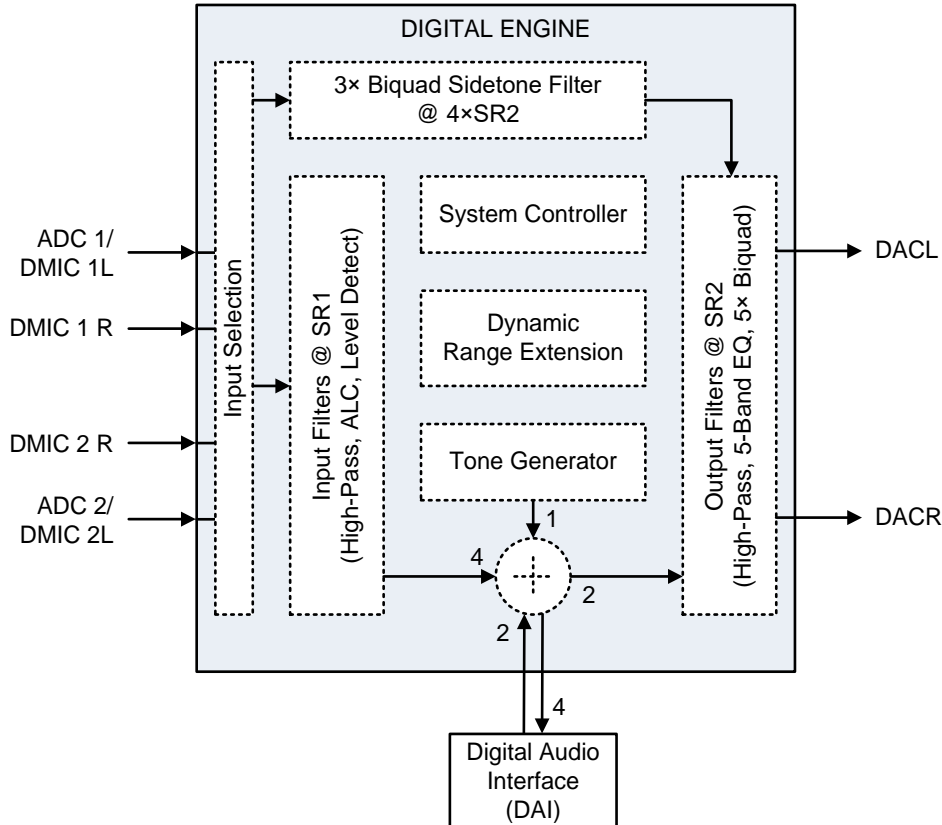 DIGITAL ENGINE
3× Biquad Sidetone Filter
@ 4×SR2
ADC 1/
DMIC 1L
DMIC 1 R
DMIC 2 R
ADC 2/
DMIC 2L
Input Selection
Input Filters @ SR1
(High-Pass, ALC, Level Detect)
System Controller
Dynamic
Range Extension
Tone Generator
1
4
2
2
4
Output Filters @ SR2
(High-Pass, 5-Band EQ, 5× Biquad)
DACL
DACR
Digital Audio
Interface
(DAI)